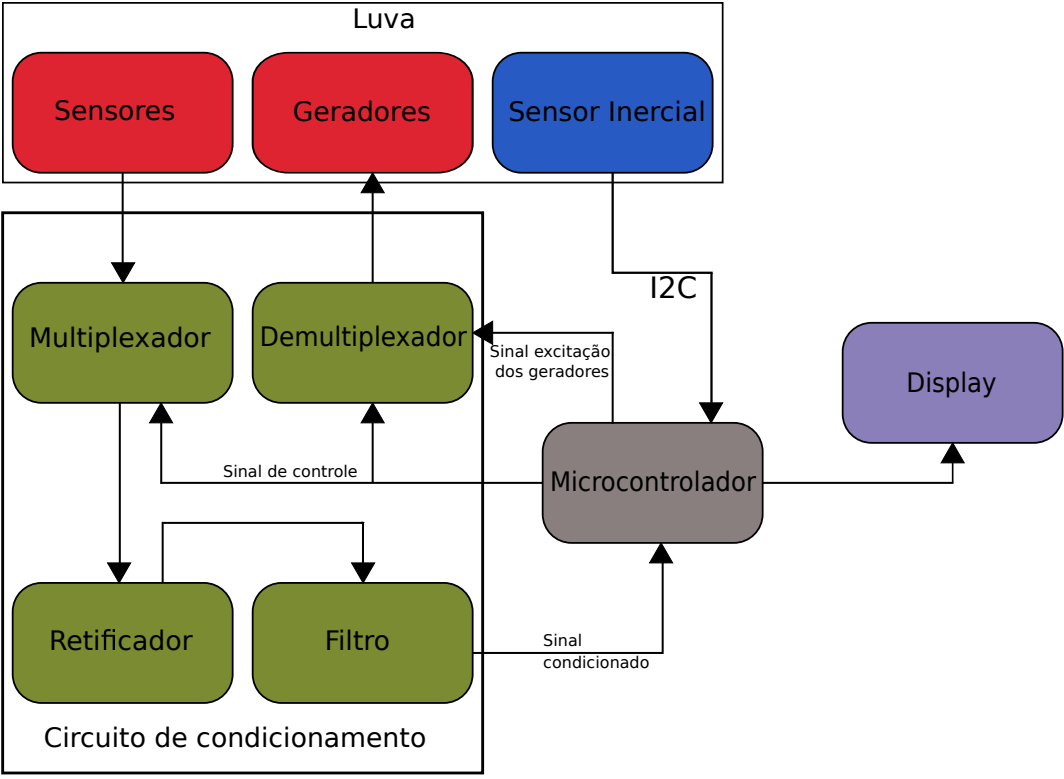 Luva
Sensores
Geradores
Sensor Inercial
I2C
Multiplexador
Demultiplexador
Sinal excitação
dos geradores
Display
Sinal de controle
Microcontrolador
Retificador
Filtro
Sinal
condicionado
Circuito de condicionamento